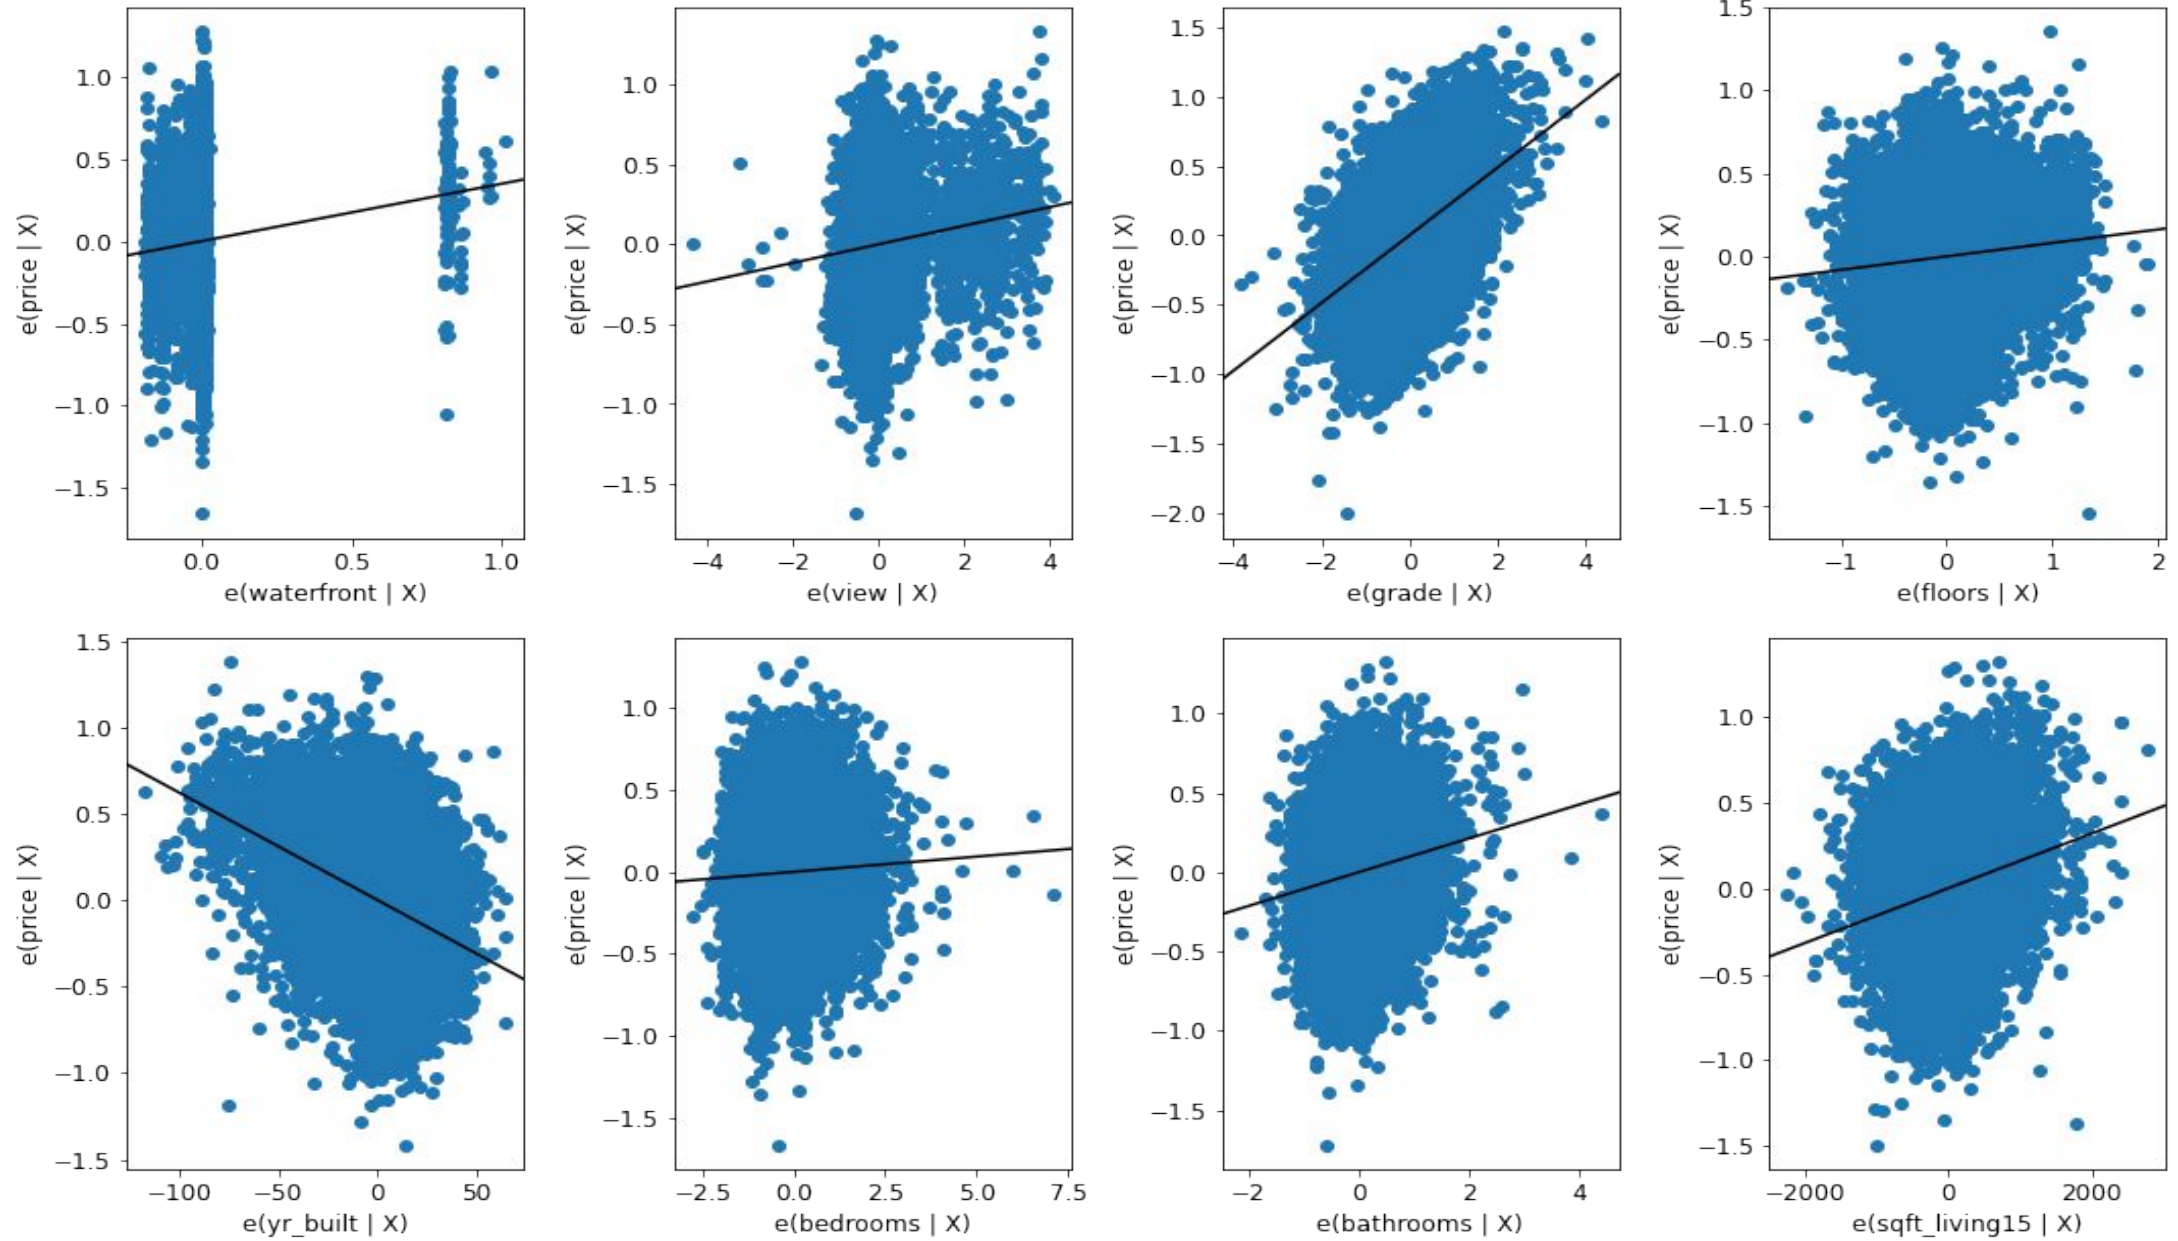 1.0
0.5
0.0
−0.5
−1.0
−1.5
e(price | X)
0.0 0.5 1.0
e(waterfront | X)
1.0
0.5
0.0
−0.5
−1.0
−1.5
e(price | X)
−4 −2 0 2 4
e(view | X)
1.5
1.0
0.5
0.0
−0.5
−1.0
−1.5
−2.0
e(price | X)
−4 −2 0 2 4
e(grade | X)
1.5
1.0
0.5
0.0
−0.5
−1.0
−1.5
e(price | X)
−1 0 1 2
e(floors | X)
1.5
1.0
0.5
0.0
−0.5
−1.0
−1.5
e(price | X)
−100 −50 0 50
e(yr_built | X)
1.0
0.5
0.0
−0.5
−1.0
−1.5
e(price | X)
−2.5 0.0 2.5 5.0 7.5
e(bedrooms | X)
1.0
0.5
0.0
−0.5
−1.0
−1.5
e(price | X)
−2 0 2 4
e(bathrooms | X)
1.0
0.5
0.0
−0.5
−1.0
−1.5
e(price | X)
−2000 0 2000
e(sqft_living15 | X)